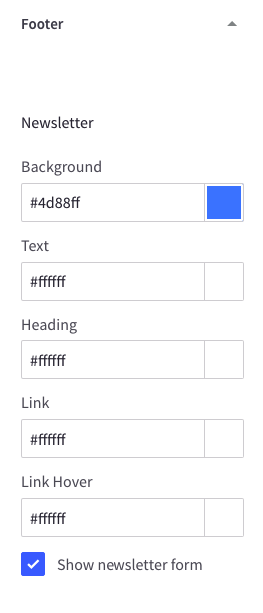 Footer
Newsletter
Background
#4d88ff
Text
#ffffff
Heading
#ffffff
Link
#ffffff
Link Hover
#ffffff
Show newsletter form